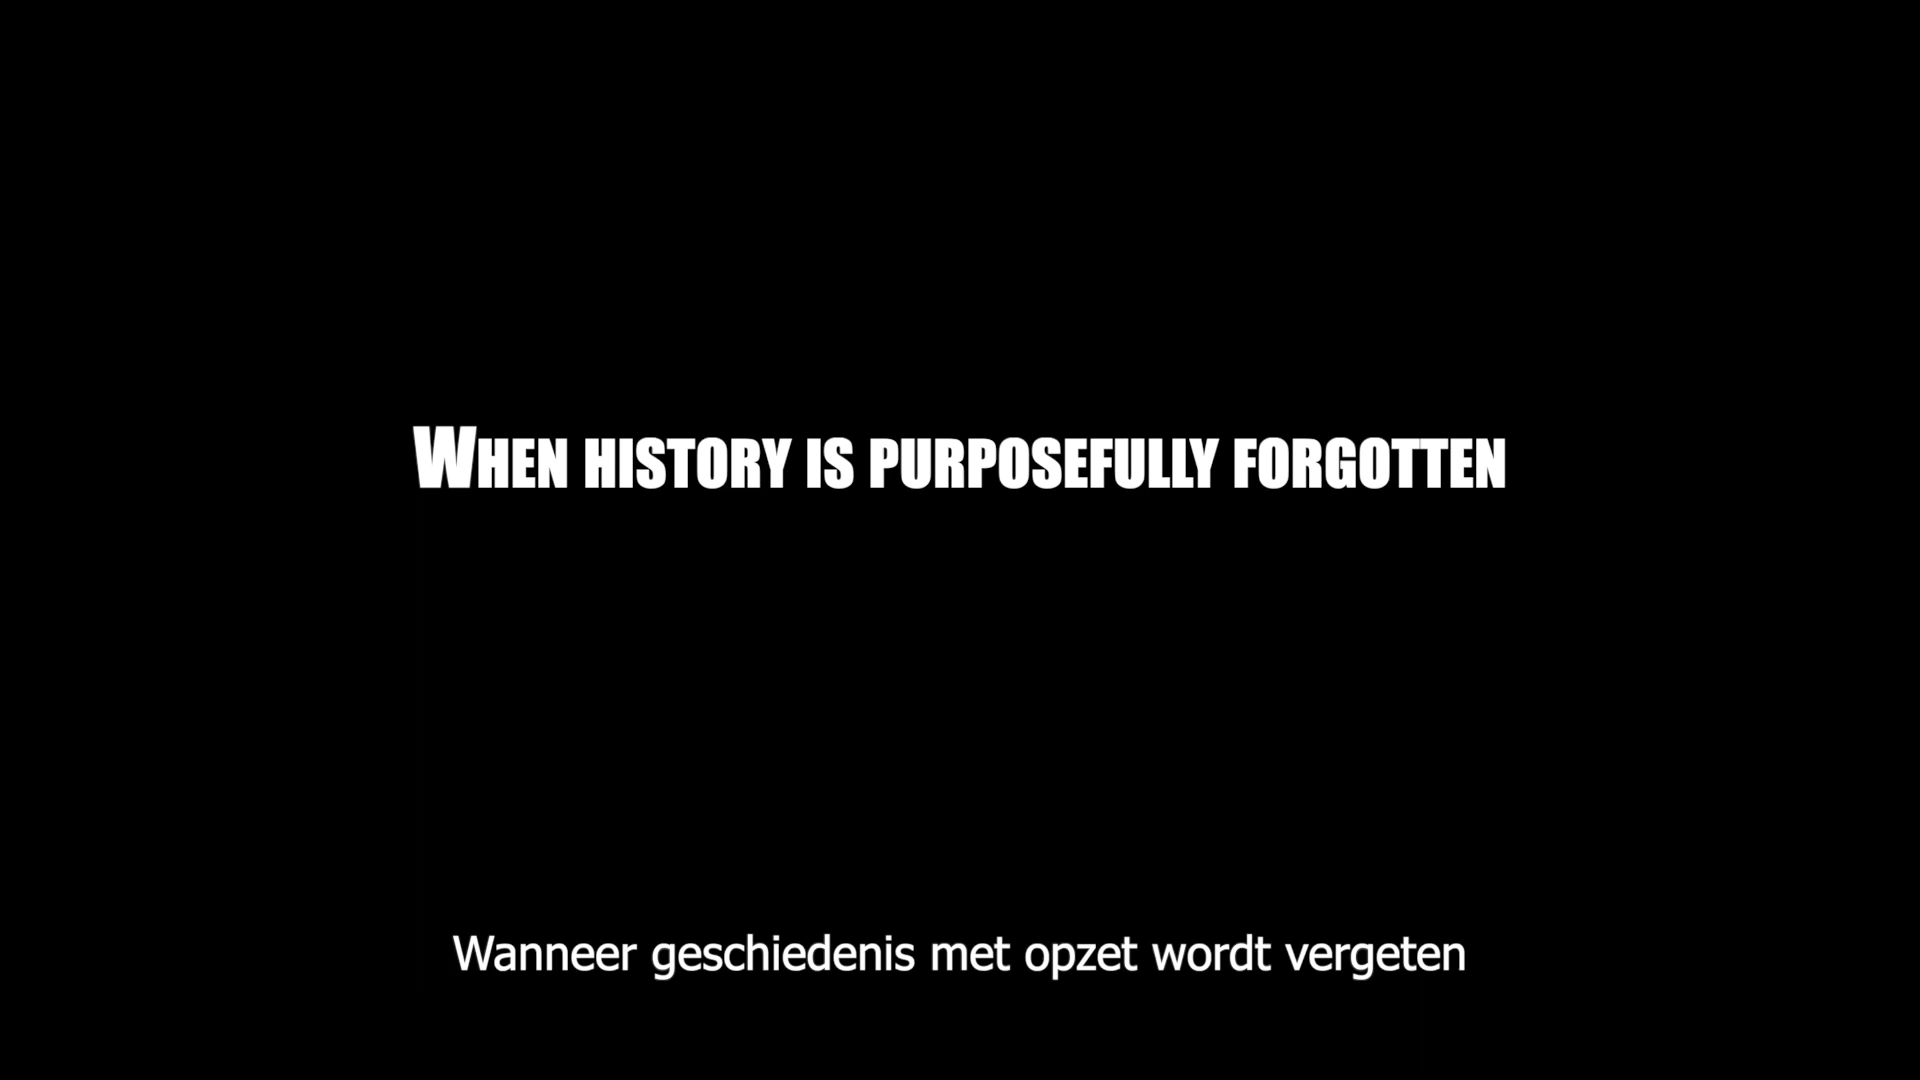 WHEN HISTORY IS PURPOSEFULLY FORGOTTEN
Wanneer geschiedenis met opzet wordt vergeten